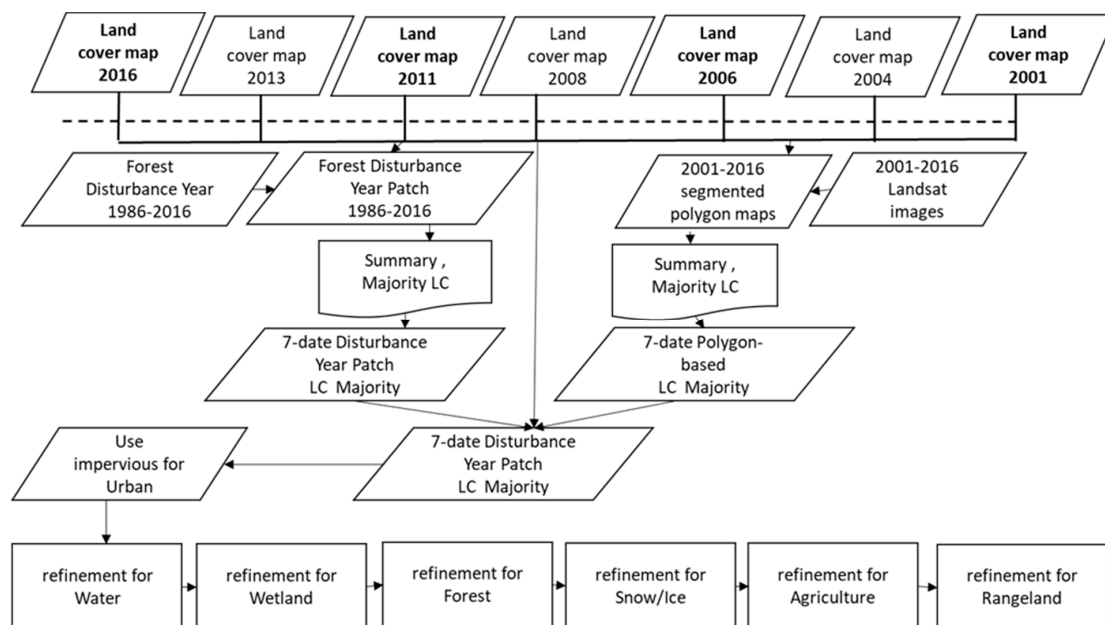 Land
cover map
2016
Land
cover map
2013
Land
cover map
2011
Land
cover map
2008
Land
cover map
2006
Land
cover map
2004
Land
cover map
2001
Forest
Disturbance Year
1986-2016
Forest Disturbance
Year Patch
1986-2016
2001-2016
segmented
polygon maps
2001-2016
Landsat
images
Summary ,
Majority LC
Summary ,
Majority LC
7-date Disturbance
Year Patch
LC Majority
7-date Polygon-
based
LC Majority
Use
impervious for
Urban
7-date Disturbance
Year Patch
LC Majority
refinement for
Water
refinement for
Wetland
refinement for
Forest
refinement for
Snow/Ice
refinement for
Agriculture
refinement for
Rangeland